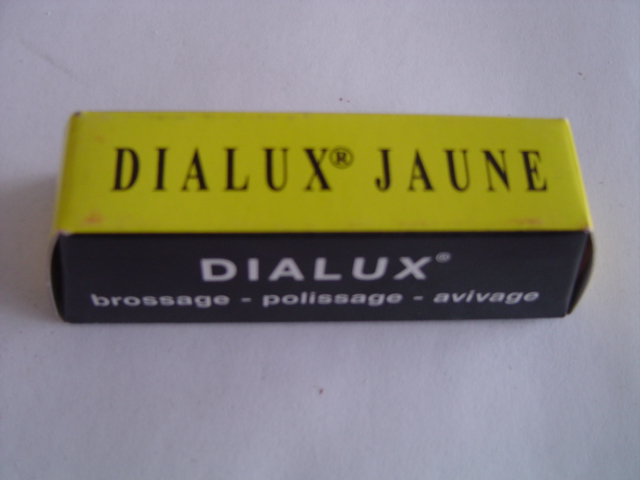 DIALUX® JAUNE
DIALUX®
brossage - polissage - avivage